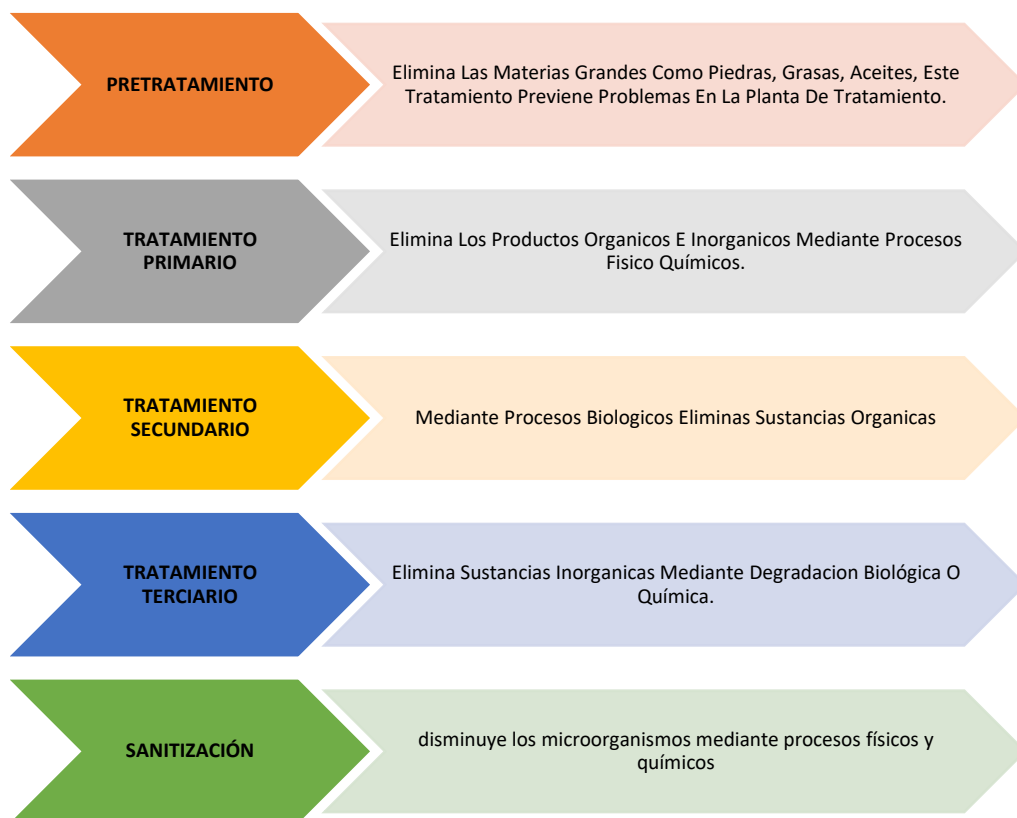 PRETRATAMIENTO
Elimina Las Materias Grandes Como Piedras, Grasas, Aceites, Este
Tratamiento Previene Problemas En La Planta De Tratamiento.
TRATAMIENTO
PRIMARIO
Elimina Los Productos Organicos E Inorganicos Mediante Procesos
Fisico Químicos.
TRATAMIENTO
SECUNDARIO
Mediante Procesos Biologicos Eliminas Sustancias Organicas
TRATAMIENTO
TERCIARIO
Elimina Sustancias Inorganicas Mediante Degradacion Biológica O
Química.
SANITIZACIÓN
disminuye los microorganismos mediante procesos físicos y
químicos